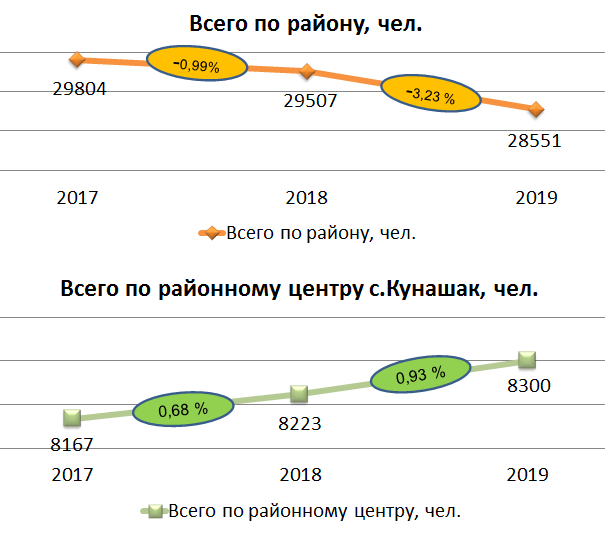 Всего по району, чел.
-0,99%
29804
29507
-3,23 %
28551
2017 2018 2019
Всего по району, чел.
Всего по районному центру с.Кунашак, чел.
0,93 %
8300
0,68 %
8223
8167
2017 2018 2019
Всего по районному центру, чел.